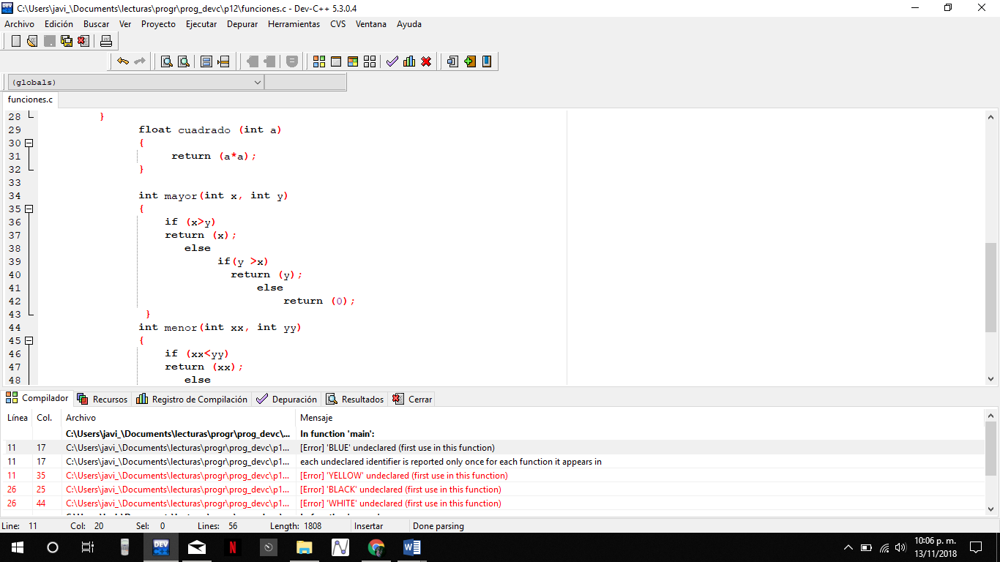 C:\Users\javi_\Documents\lecturas\progr\prog_devc\p12\funciones.c - Dev-C++ 5.3.0.4
Archivo Edición Buscar Ver Proyecto Ejecutar Depurar Herramientas CVS Ventana Ayuda
(globals)
funciones.c
28 }
29 float cuadrado (int a)
30 {
31 return (a*a);
32 }
33
34 int mayor(int x, int y)
35 {
36 if (x>y)
37 return (x);
38 else
39 if(y >x)
40 return (y);
41 else
42 return (0);
43 }
44 int menor(int xx, int yy)
45 {
46 if (xx<yy)
47 return (xx);
48 else
Compilador Recursos Registro de Compilación Depuración Resultados Cerrar
Línea Col. Archivo Mensaje
C:\Users\javi_\Documents\lecturas\progr\prog_devc\... In function 'main':
11 17 C:\Users\javi_\Documents\lecturas\progr\prog_devc\p1... [Error] 'BLUE' undeclared (first use in this function)
11 17 C:\Users\javi_\Documents\lecturas\progr\prog_devc\p1... each undeclared identifier is reported only once for each function it appears in
11 35 C:\Users\javi_\Documents\lecturas\progr\prog_devc\p1... [Error] 'YELLOW' undeclared (first use in this function)
26 25 C:\Users\javi_\Documents\lecturas\progr\prog_devc\p1... [Error] 'BLACK' undeclared (first use in this function)
26 44 C:\Users\javi_\Documents\lecturas\progr\prog_devc\p1... [Error] 'WHITE' undeclared (first use in this function)
Line: 11 Col: 20 Sel: 0 Lines: 56 Length: 1808 Insertar Done parsing
DEV
N
10:06 p. m.
13/11/2018